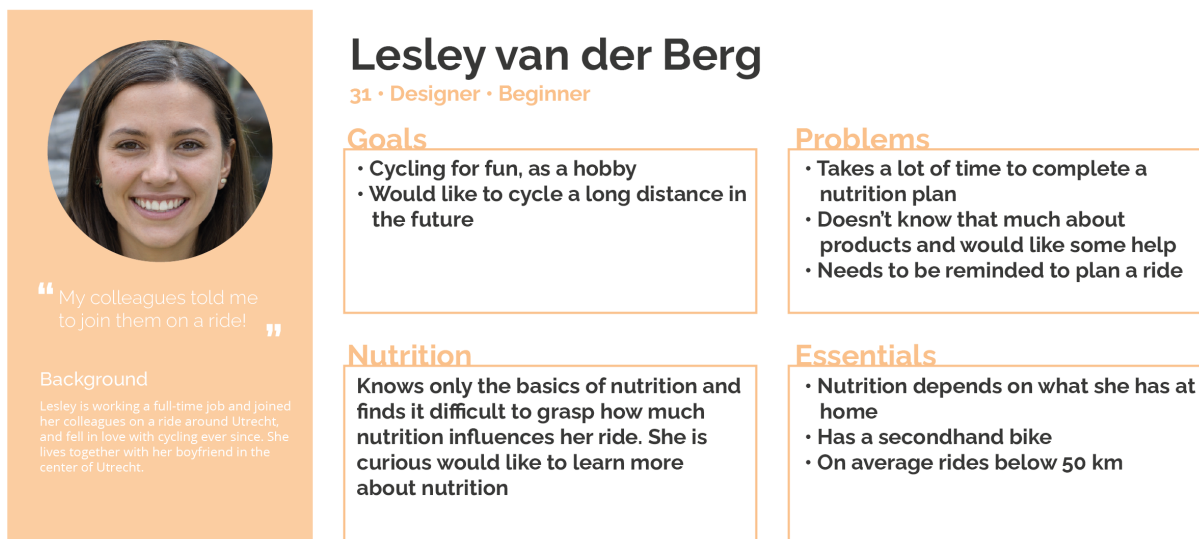 Lesley van der Berg
31 • Designer • Beginner
Goals
• Cycling for fun, as a hobby
• Would like to cycle a long distance in
the future
Problems
• Takes a lot of time to complete a
nutrition plan
• Doesn't know that much about
products and would like some help
• Needs to be reminded to plan a ride
“ My colleagues told me
to join them on a ride! ”
Background
Lesley is working a full-time job and joined
her colleagues on a ride around Utrecht,
and fell in love with cycling ever since. She
lives together with her boyfriend in the
center of Utrecht.
Nutrition
Knows only the basics of nutrition and
finds it difficult to grasp how much
nutrition influences her ride. She is
curious would like to learn more
about nutrition
Essentials
• Nutrition depends on what she has at
home
• Has a secondhand bike
• On average rides below 50 km